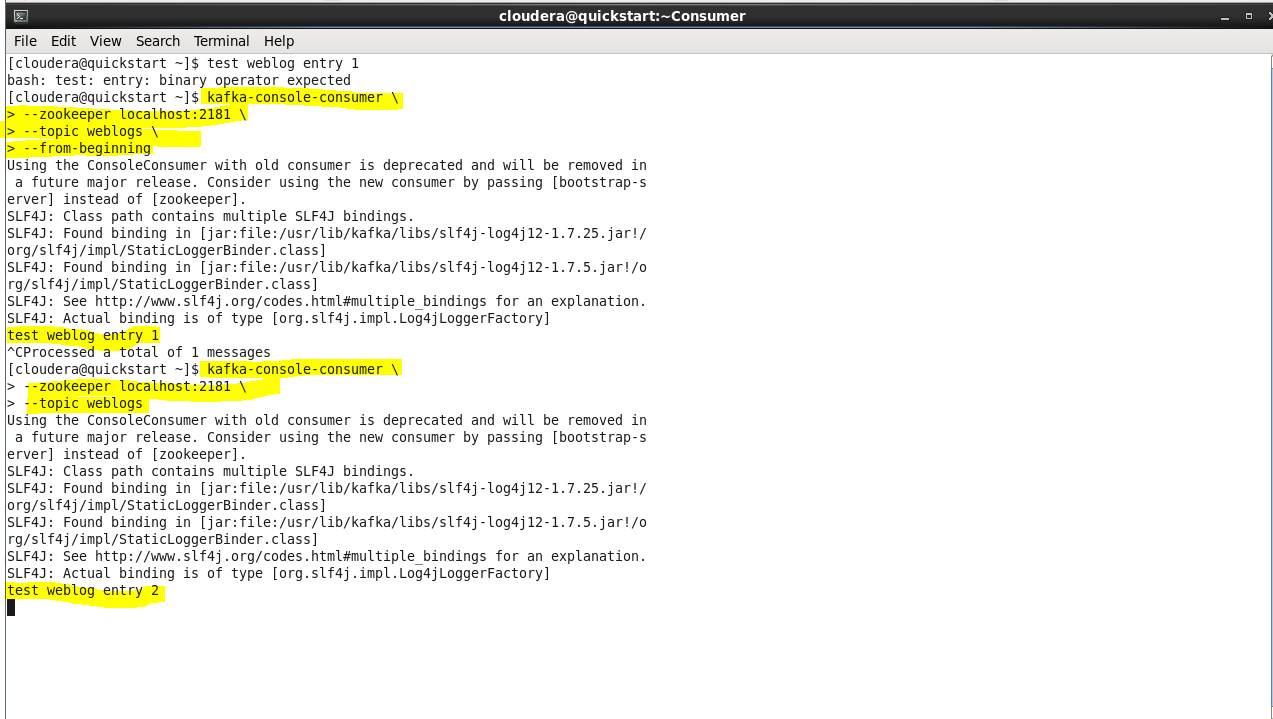 cloudera@quickstart:~Consumer
File Edit View Search Terminal Help
[cloudera@quickstart ~]$ test weblog entry 1
bash: test: entry: binary operator expected
[cloudera@quickstart ~]$ kafka-console-consumer \
> --zookeeper localhost:2181 \
> --topic weblogs \
> --from-beginning
Using the ConsoleConsumer with old consumer is deprecated and will be removed in
 a future major release. Consider using the new consumer by passing [bootstrap-s
erver] instead of [zookeeper].
SLF4J: Class path contains multiple SLF4J bindings.
SLF4J: Found binding in [jar:file:/usr/lib/kafka/libs/slf4j-log4j12-1.7.25.jar!/
org/slf4j/impl/StaticLoggerBinder.class]
SLF4J: Found binding in [jar:file:/usr/lib/kafka/libs/slf4j-log4j12-1.7.5.jar!/o
rg/slf4j/impl/StaticLoggerBinder.class]
SLF4J: See http://www.slf4j.org/codes.html#multiple_bindings for an explanation.
SLF4J: Actual binding is of type [org.slf4j.impl.Log4jLoggerFactory]
test weblog entry 1
^CProcessed a total of 1 messages
[cloudera@quickstart ~]$ kafka-console-consumer \
> --zookeeper localhost:2181 \
> --topic weblogs
Using the ConsoleConsumer with old consumer is deprecated and will be removed in
 a future major release. Consider using the new consumer by passing [bootstrap-s
erver] instead of [zookeeper].
SLF4J: Class path contains multiple SLF4J bindings.
SLF4J: Found binding in [jar:file:/usr/lib/kafka/libs/slf4j-log4j12-1.7.25.jar!/
org/slf4j/impl/StaticLoggerBinder.class]
SLF4J: Found binding in [jar:file:/usr/lib/kafka/libs/slf4j-log4j12-1.7.5.jar!/o
rg/slf4j/impl/StaticLoggerBinder.class]
SLF4J: See http://www.slf4j.org/codes.html#multiple_bindings for an explanation.
SLF4J: Actual binding is of type [org.slf4j.impl.Log4jLoggerFactory]
test weblog entry 2